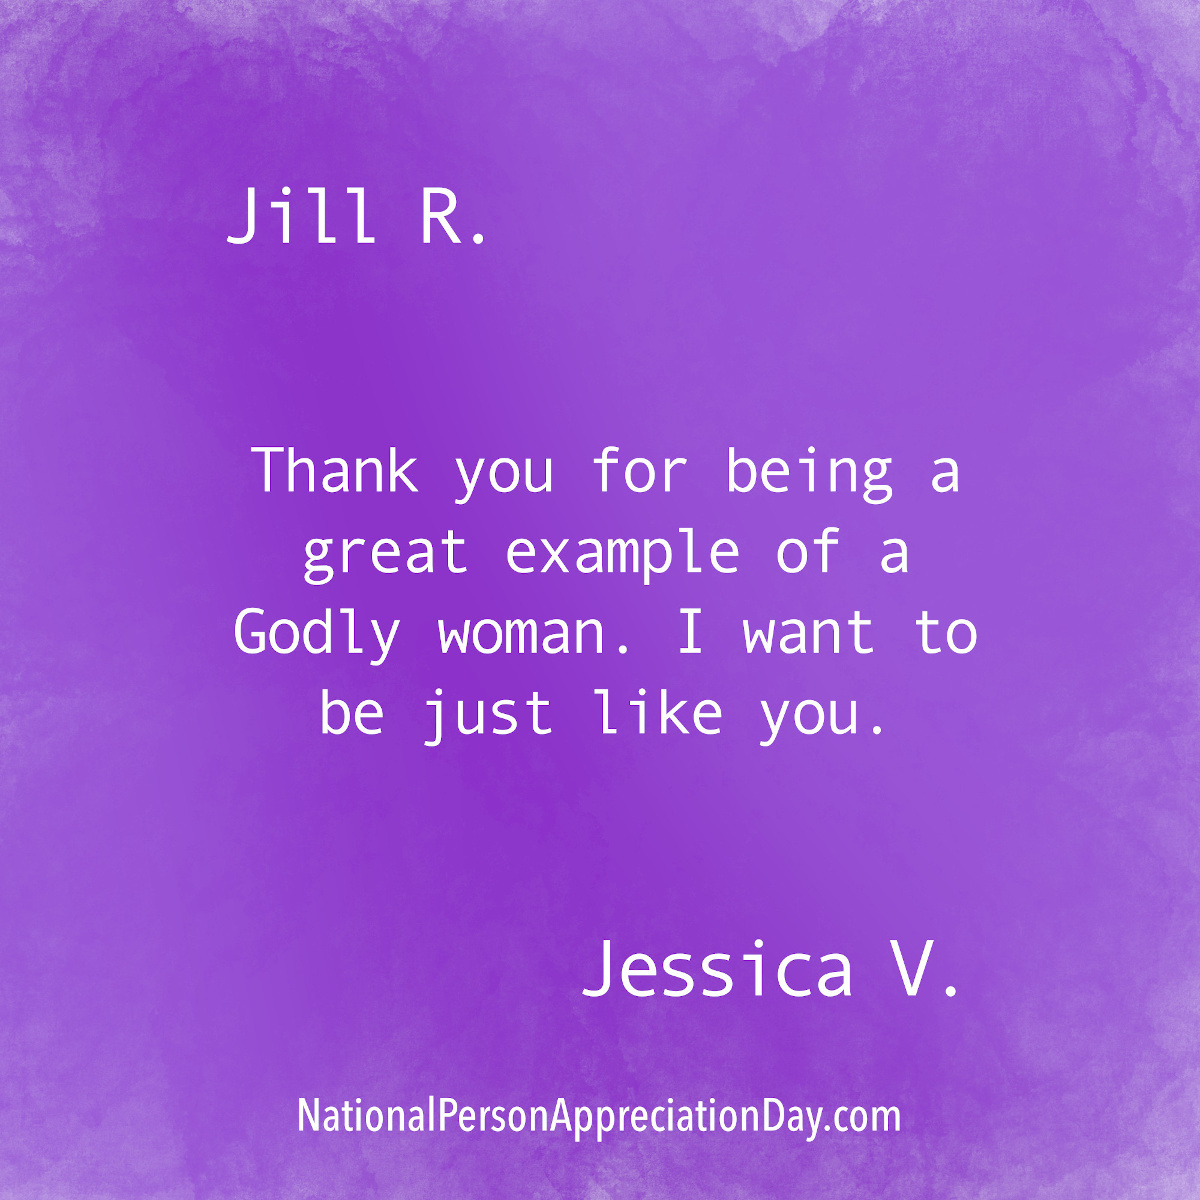 Jill R.
Thank you for being a
great example of a
Godly woman. I want to
be just like you.
Jessica V.
NationalPersonAppreciationDay.com